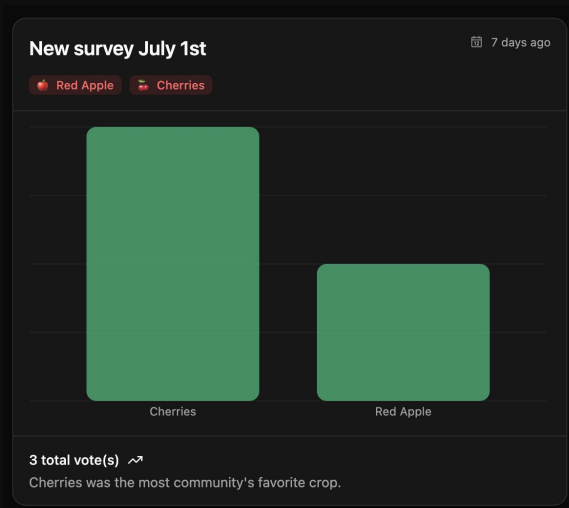 New survey July 1st
7 days ago
Red Apple
Cherries
Cherries
Red Apple
3 total vote(s)
Cherries was the most community's favorite crop.